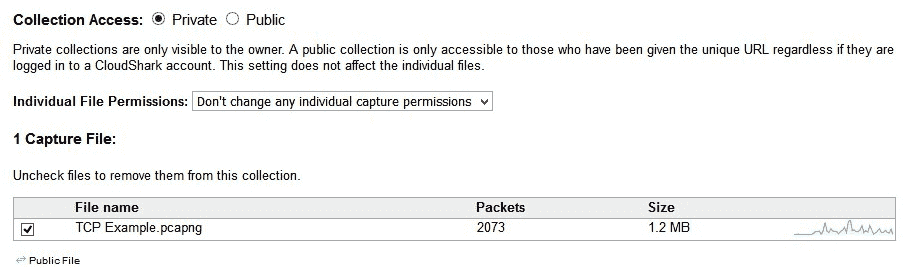 Collection Access: Private Public
Private collections are only visible to the owner. A public collection is only accessible to those who have been given the unique URL regardless if they are
logged in to a CloudShark account. This setting does not affect the individual files.
Individual File Permissions: Don't change any individual capture permissions
1 Capture File:
Uncheck files to remove them from this collection.
File name Packets Size
TCP Example.pcapng 2073 1.2 MB
Public File